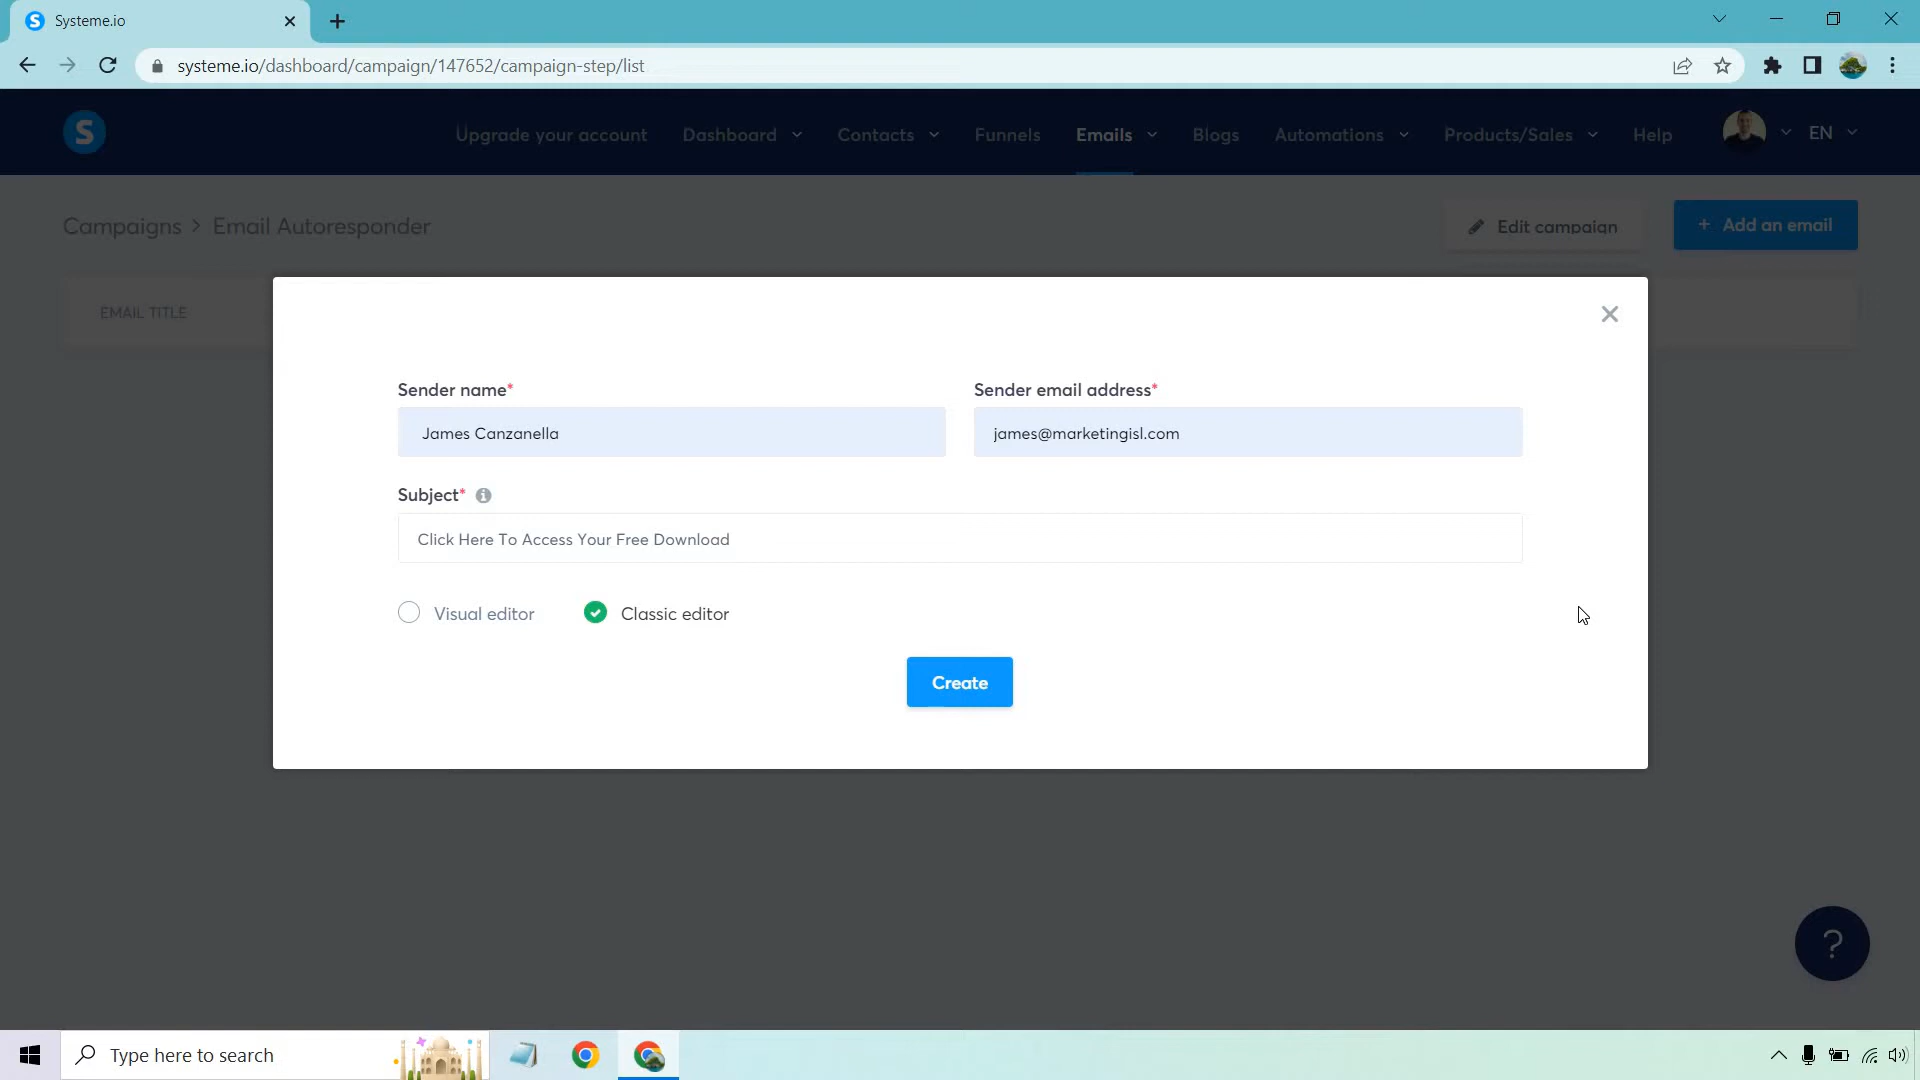 Systeme.io
systeme.io/dashboard/campaign/147652/campaign-step/list
S Upgrade your account Dashboard Contacts Funnels Emails Blogs Automations Products/Sales Help EN
Campaigns > Email Autoresponder Edit campaign + Add an email
EMAIL TITLE
Sender name* Sender email address*
James Canzanella james@marketingisl.com
Subject*
Click Here To Access Your Free Download
Visual editor Classic editor
Create
?
Type here to search